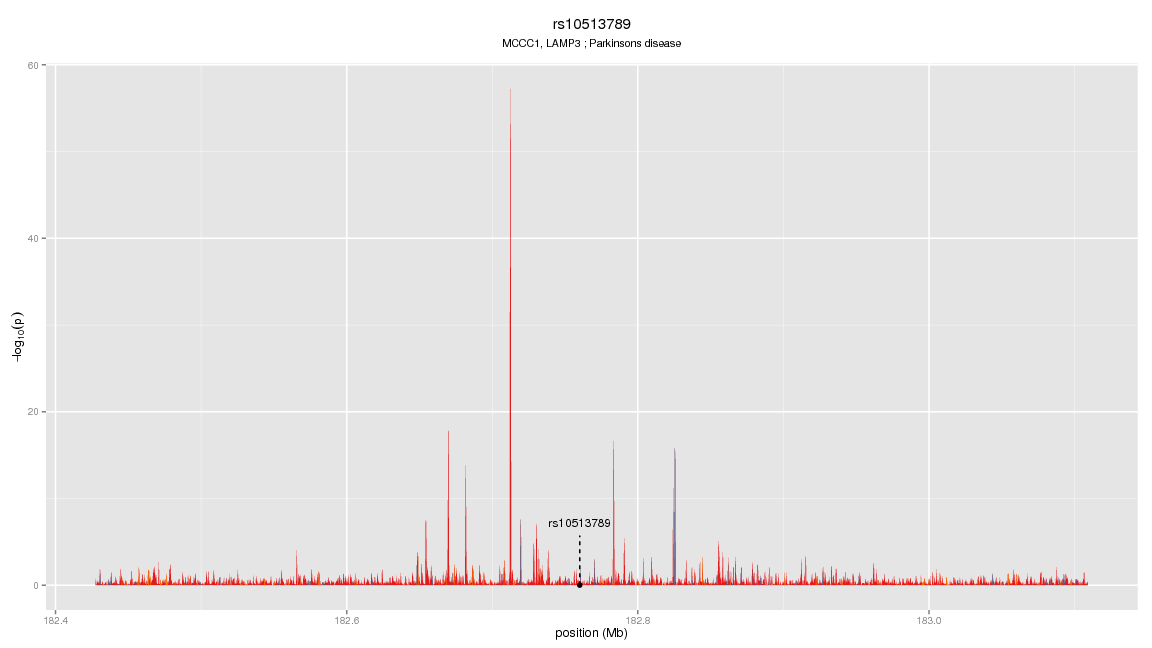 rs10513789
MCCC1, LAMP3 ; Parkinsons disease
60
40
20
0
−log10(p)
rs10513789
182.4
182.6
182.8
183.0
position (Mb)